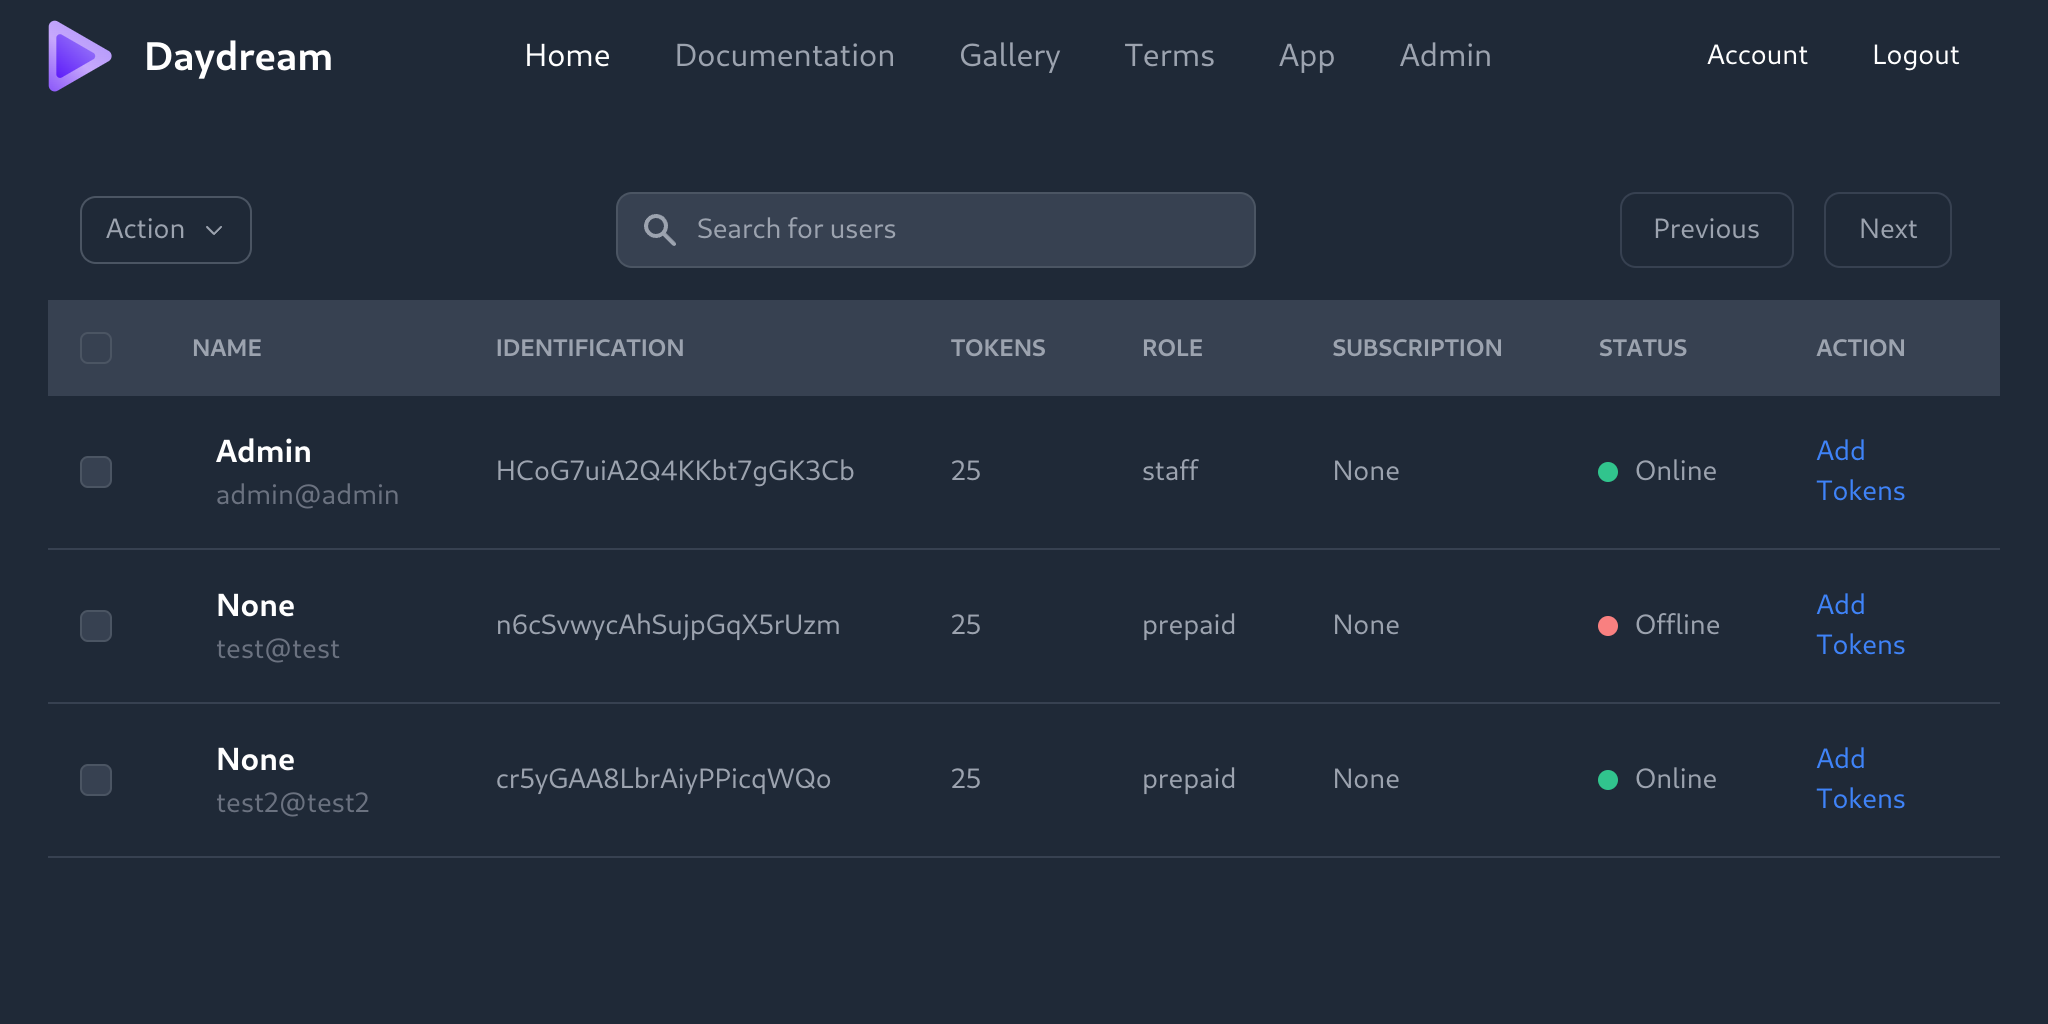 Daydream Home Documentation Gallery Terms App Admin Account Logout
Action Search for users Previous Next
NAME IDENTIFICATION TOKENS ROLE SUBSCRIPTION STATUS ACTION
Admin
admin@admin
HCoG7uiA2Q4KKbt7gGK3Cb 25 staff None Online
Add
Tokens
None
test@test
n6cSvwycAhSujpGqX5rUzm 25 prepaid None Offline
Add
Tokens
None
test2@test2
cr5yGAA8LbrAiyPPicqWQo 25 prepaid None Online
Add
Tokens